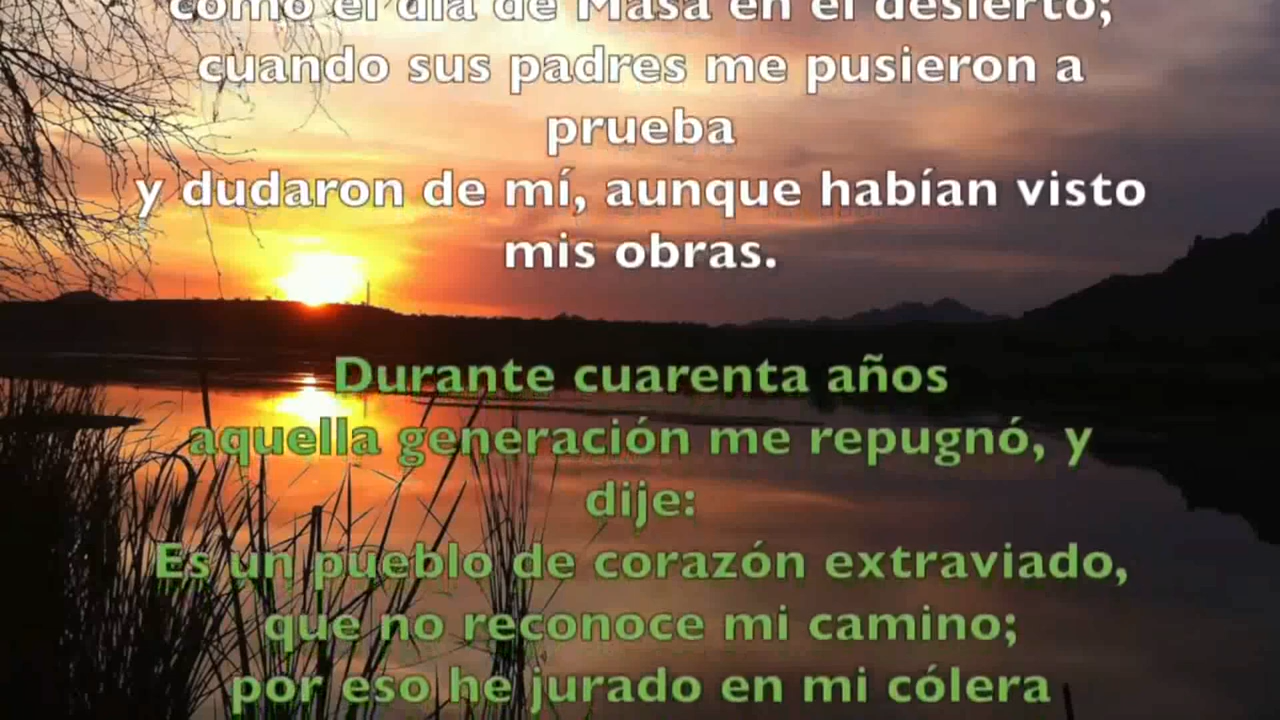 como el día de Masá en el desierto;
cuando sus padres me pusieron a
prueba
y dudaron de mí, aunque habían visto
mis obras.
Durante cuarenta años
aquella generación me repugnó, y
dije:
Es un pueblo de corazón extraviado,
que no reconoce mi camino;
por eso he jurado en mi cólera